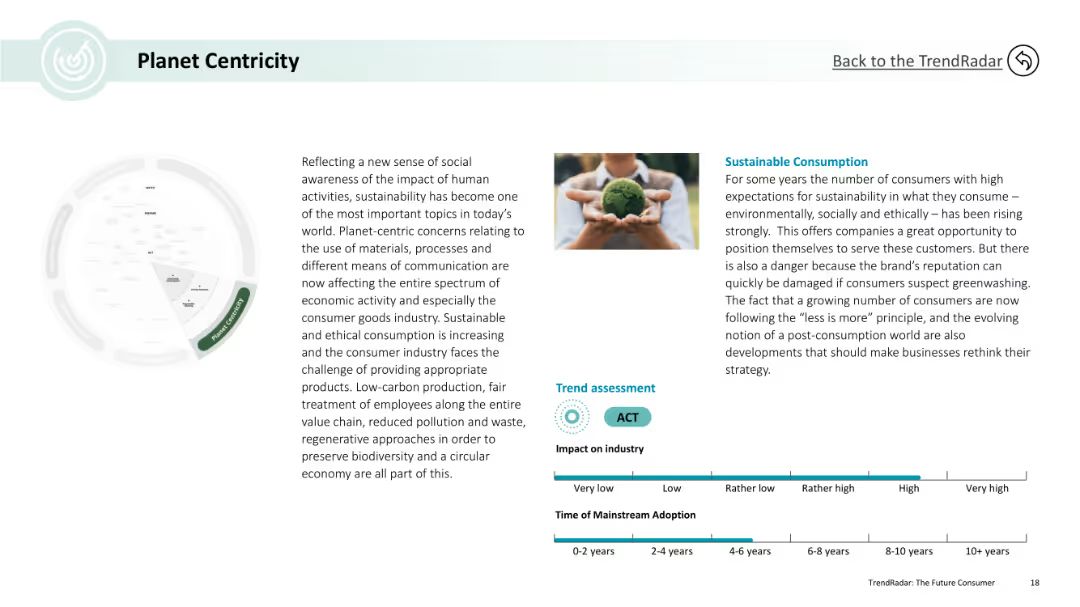 Planet Centricity
Back to the TrendRadar
Planet Centricity
Reflecting a new sense of social
awareness of the impact of human
activities, sustainability has become one
of the most important topics in today’s
world. Planet-centric concerns relating to
the use of materials, processes and
different means of communication are
now affecting the entire spectrum of
economic activity and especially the
consumer goods industry. Sustainable
and ethical consumption is increasing
and the consumer industry faces the
challenge of providing appropriate
products. Low-carbon production, fair
treatment of employees along the entire
value chain, reduced pollution and waste,
regenerative approaches in order to
preserve biodiversity and a circular
economy are all part of this.
Sustainable Consumption
For some years the number of consumers with high
expectations for sustainability in what they consume –
environmentally, socially and ethically – has been rising
strongly.  This offers companies a great opportunity to
position themselves to serve these customers. But there
is also a danger because the brand’s reputation can
quickly be damaged if consumers suspect greenwashing.
The fact that a growing number of consumers are now
following the “less is more” principle, and the evolving
notion of a post-consumption world are also
developments that should make businesses rethink their
strategy.
Trend assessment
ACT
Impact on industry
Very low Low Rather low Rather high High Very high
Time of Mainstream Adoption
0-2 years 2-4 years 4-6 years 6-8 years 8-10 years 10+ years
TrendRadar: The Future Consumer 18